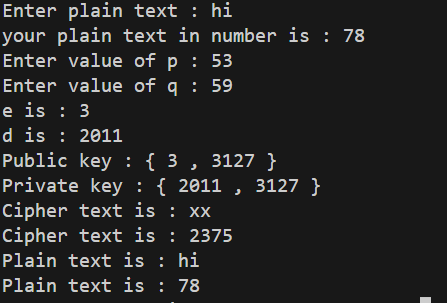 Enter plain text : hi
your plain text in number is : 78
Enter value of p : 53
Enter value of q : 59
e is : 3
d is : 2011
Public key : { 3 , 3127 }
Private key : { 2011 , 3127 }
Cipher text is : xx
Cipher text is : 2375
Plain text is : hi
Plain text is : 78